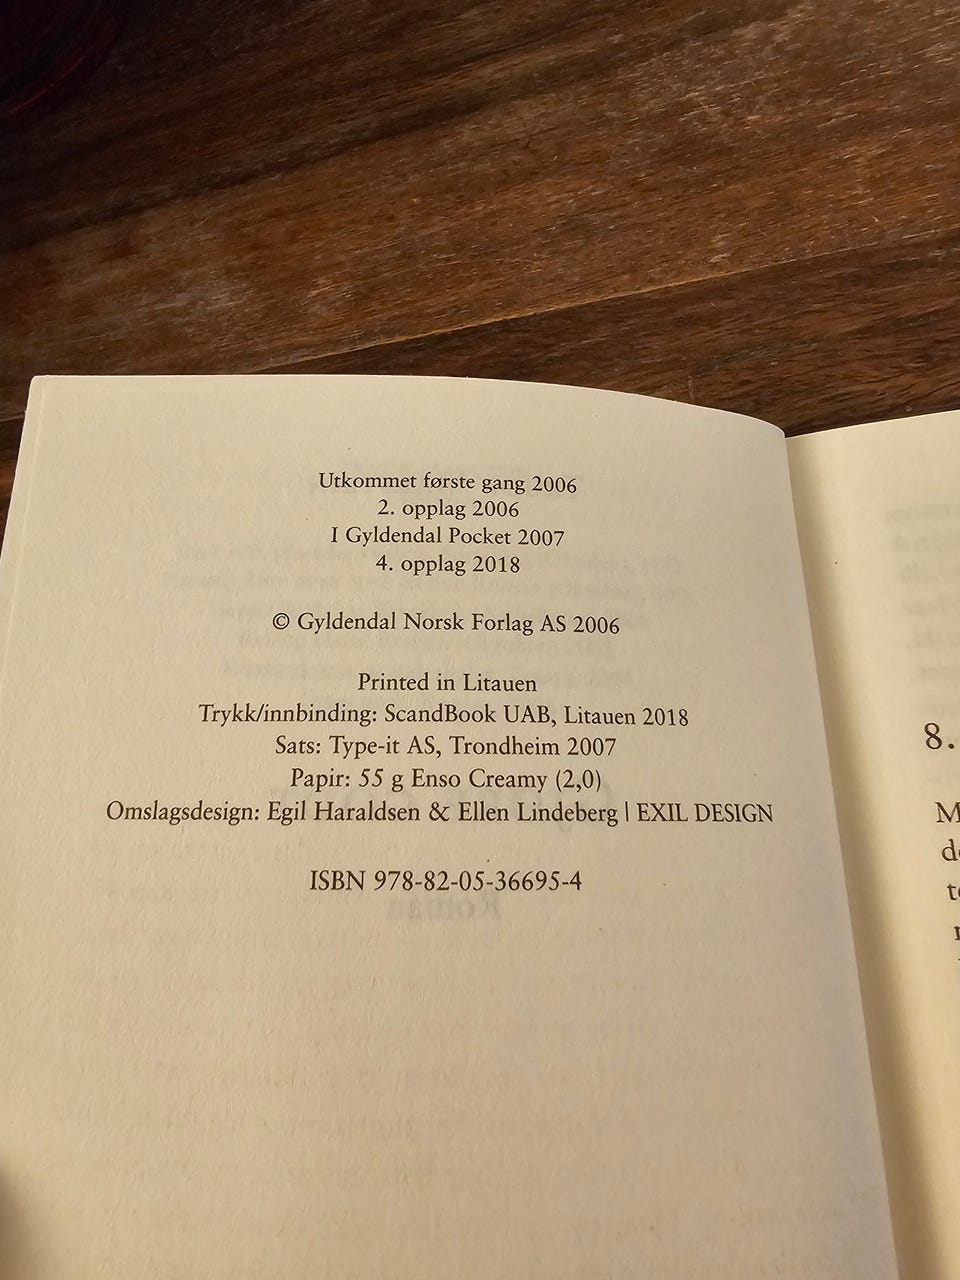 Utkommet første gang 2006
2. opplag 2006
I Gyldendal Pocket 2007
4. opplag 2018
© Gyldendal Norsk Forlag AS 2006
Printed in Litauen
Trykk/innbinding: ScandBook UAB, Litauen 2018
Sats: Type-it AS, Trondheim 2007
Papir: 55 g Enso Creamy (2,0)
Omslagsdesign: Egil Haraldsen & Ellen Lindeberg | EXIL DESIGN
ISBN 978-82-05-36695-4
8.